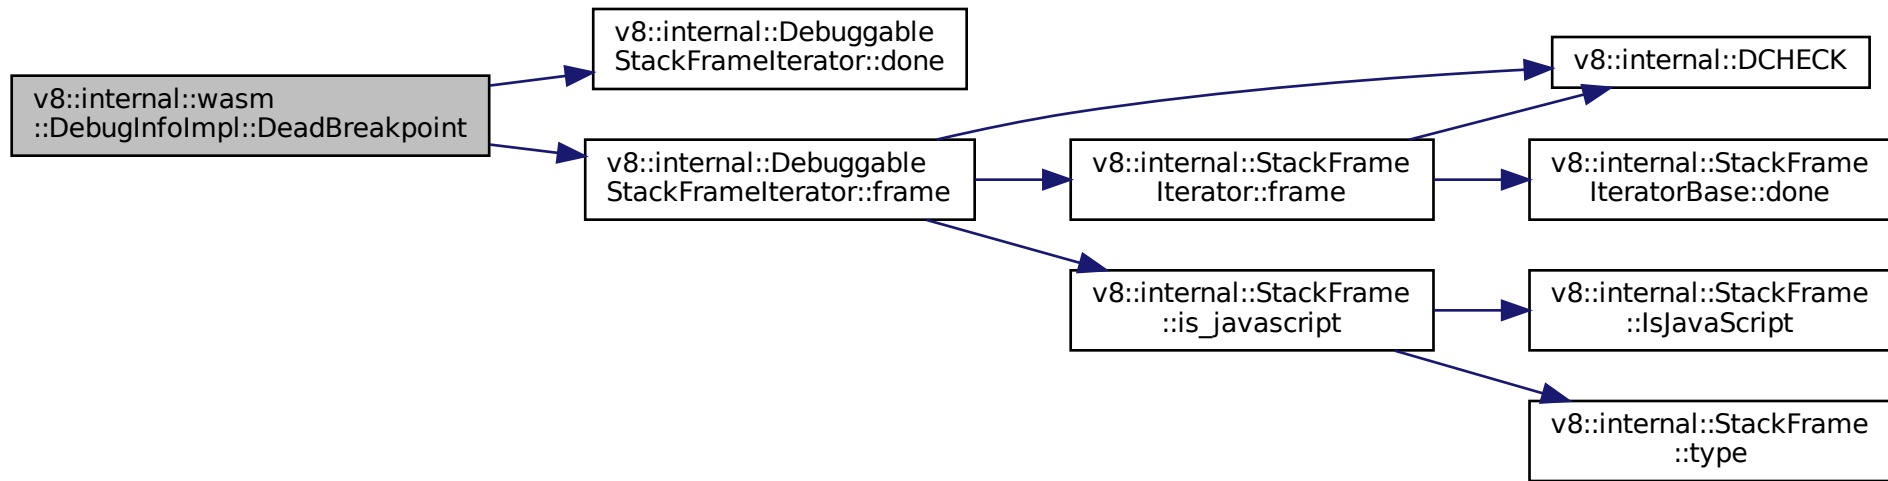 v8::internal::wasm
::DebugInfoImpl::DeadBreakpoint
v8::internal::Debuggable
StackFrameIterator::done
v8::internal::Debuggable
StackFrameIterator::frame
v8::internal::DCHECK
v8::internal::StackFrame
Iterator::frame
v8::internal::StackFrame
IteratorBase::done
v8::internal::StackFrame
::is_javascript
v8::internal::StackFrame
::IsJavaScript
v8::internal::StackFrame
::type